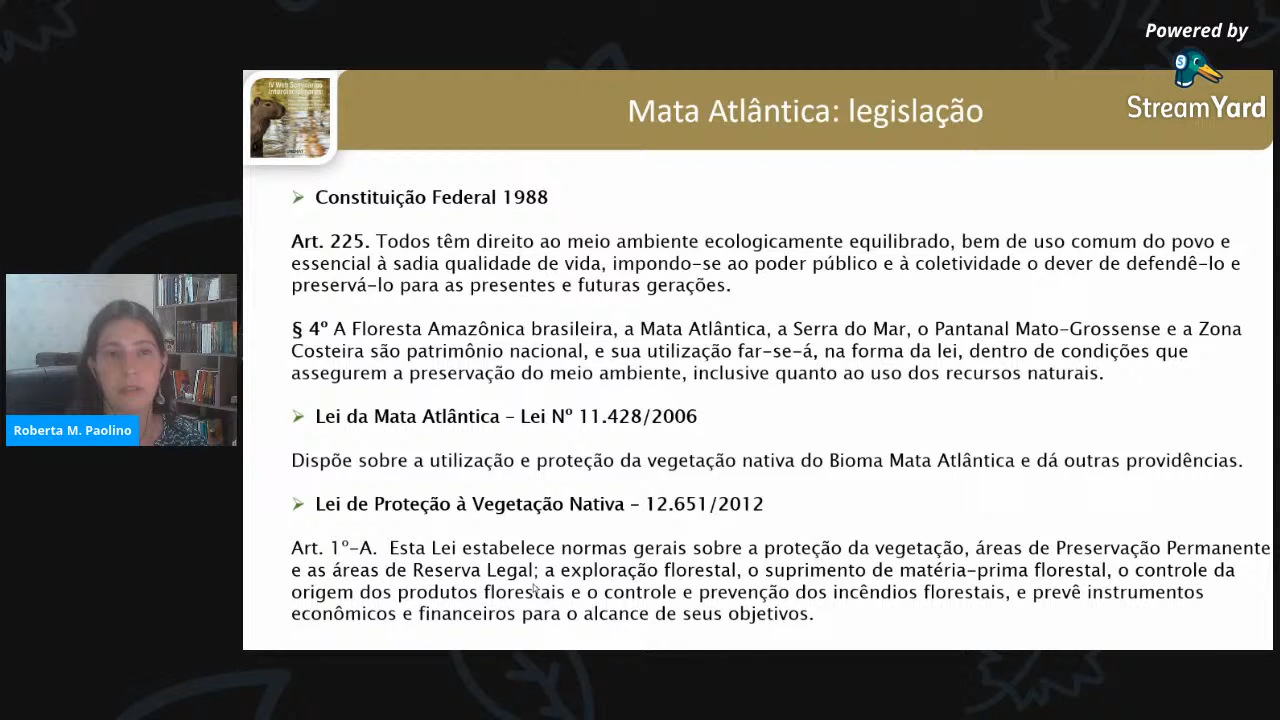 Powered by
StreamYard
IV Web Seminários
Interdisciplinares
Mata Atlântica: legislação
Constituição Federal 1988
Art. 225. Todos têm direito ao meio ambiente ecologicamente equilibrado, bem de uso comum do povo e
essencial à sadia qualidade de vida, impondo-se ao poder público e à coletividade o dever de defendê-lo e
preservá-lo para as presentes e futuras gerações.
§ 4º A Floresta Amazônica brasileira, a Mata Atlântica, a Serra do Mar, o Pantanal Mato-Grossense e a Zona
Costeira são patrimônio nacional, e sua utilização far-se-á, na forma da lei, dentro de condições que
assegurem a preservação do meio ambiente, inclusive quanto ao uso dos recursos naturais.
Lei da Mata Atlântica – Lei Nº 11.428/2006
Dispõe sobre a utilização e proteção da vegetação nativa do Bioma Mata Atlântica e dá outras providências.
Lei de Proteção à Vegetação Nativa – 12.651/2012
Art. 1º-A. Esta Lei estabelece normas gerais sobre a proteção da vegetação, áreas de Preservação Permanente
e as áreas de Reserva Legal; a exploração florestal, o suprimento de matéria-prima florestal, o controle da
origem dos produtos florestais e o controle e prevenção dos incêndios florestais, e prevê instrumentos
econômicos e financeiros para o alcance de seus objetivos.
Roberta M. Paolino